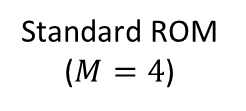 Standard ROM
(M = 4)